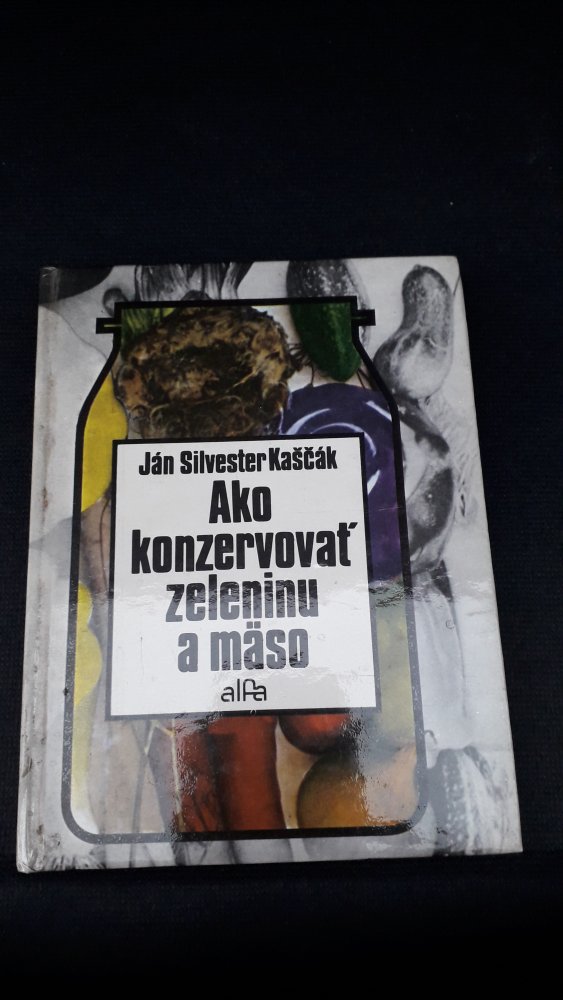 Ján Silvester Kaščák
Ako
konzervovať
zeleninu
a mäso
alfa